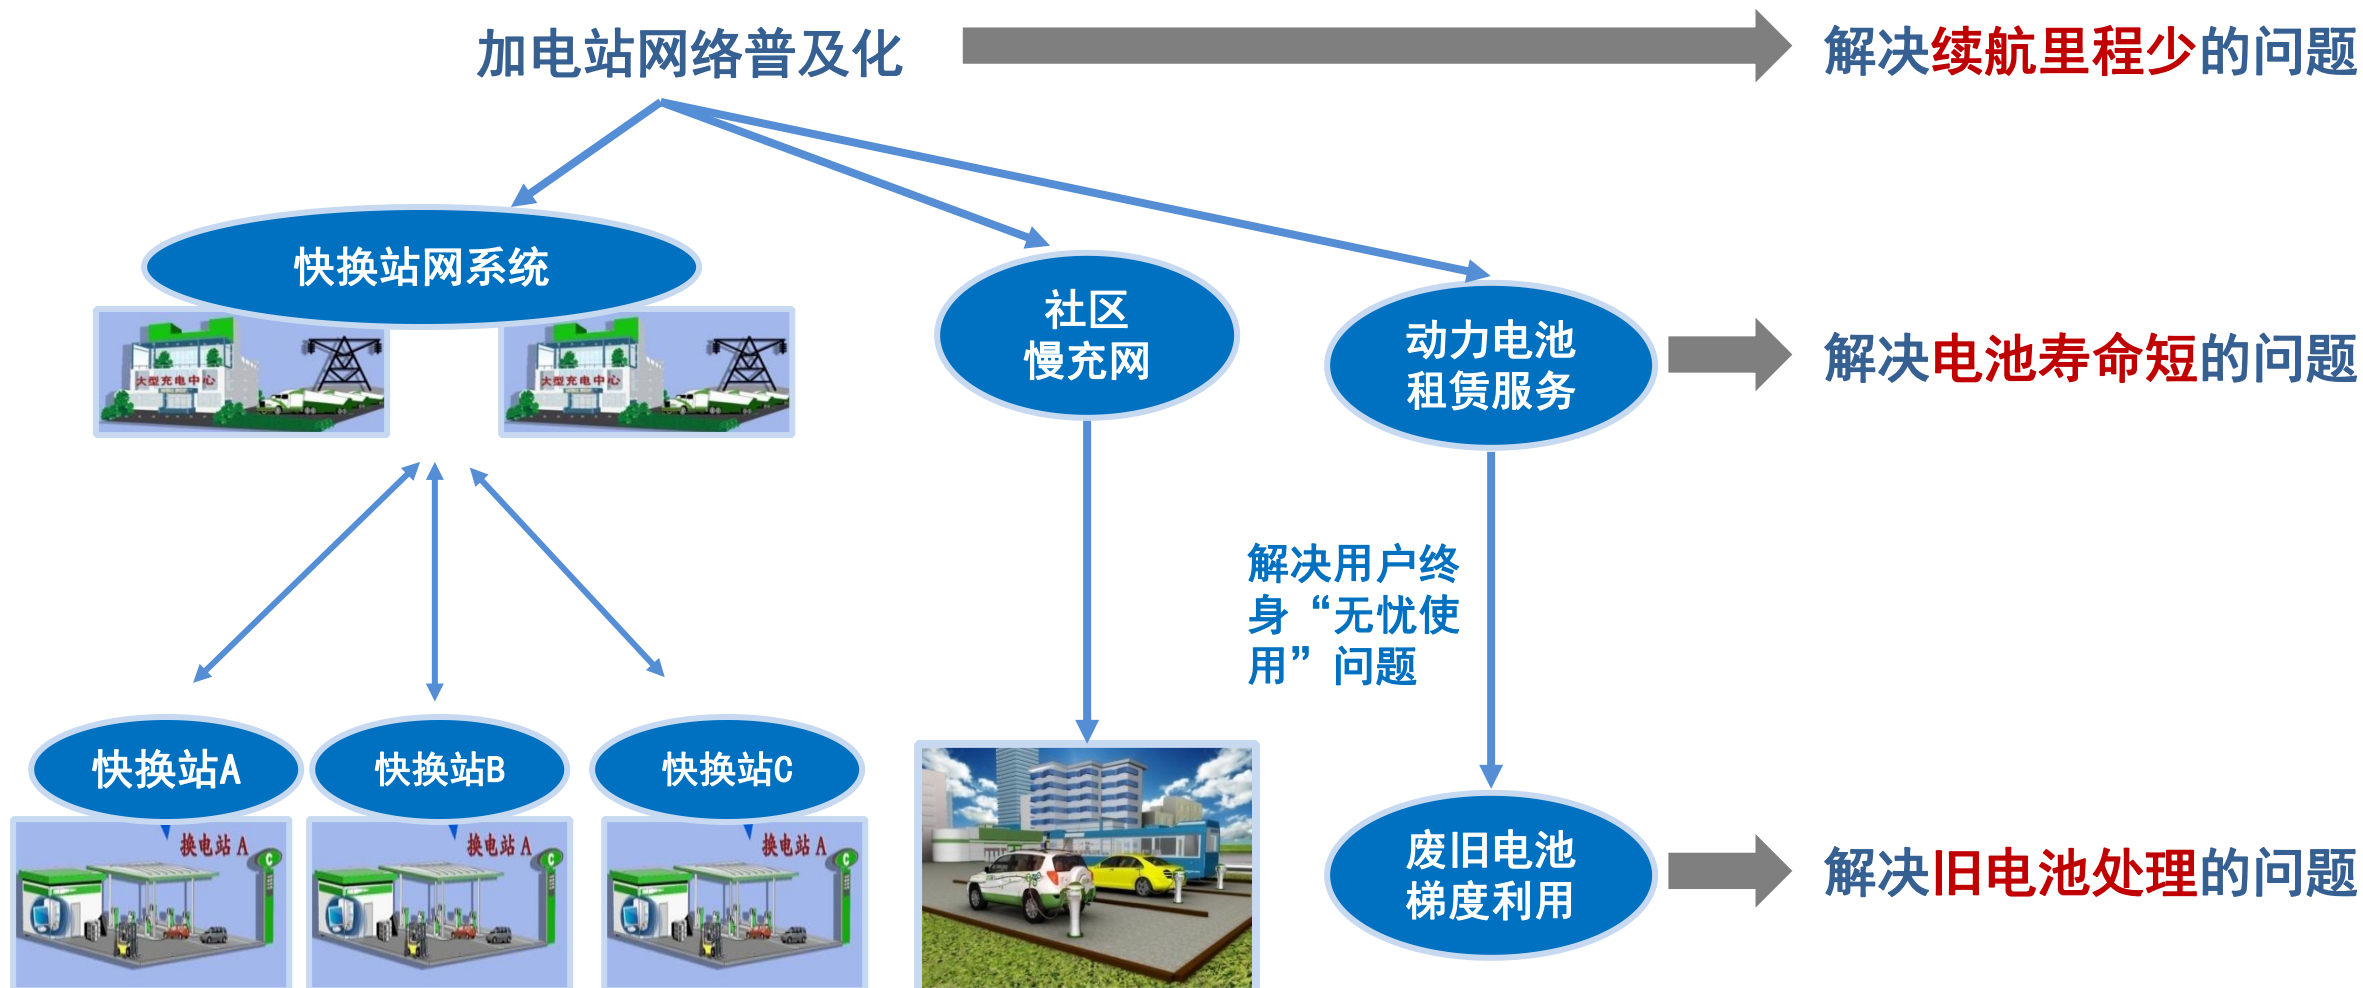 加电站网络普及化
解决续航里程少的问题
快换站网系统
大型充电中心
大型充电中心
社区
慢充网
动力电池
租赁服务
解决电池寿命短的问题
解决用户终
身“无忧使
用”问题
快换站A
快换站B
快换站C
换电站 A
C
换电站 A
C
换电站 A
C
废旧电池
梯度利用
解决旧电池处理的问题